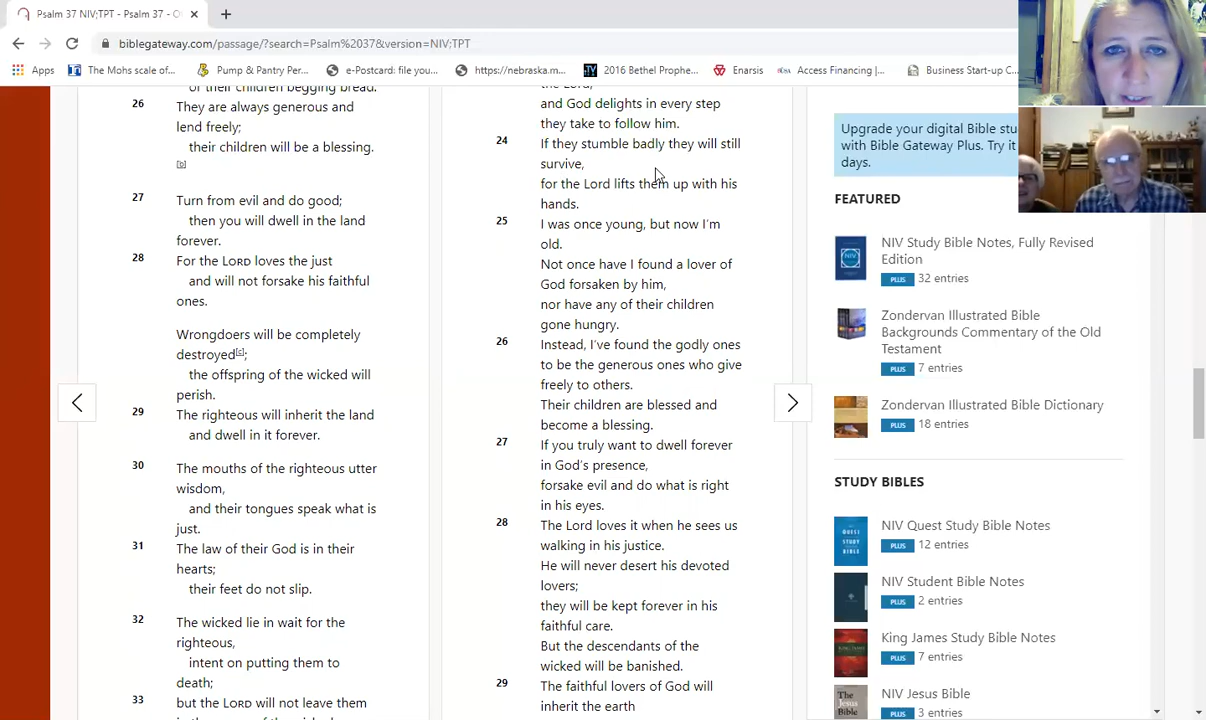 Psalm 37 NIV;TPT - Psalm 37 -
biblegateway.com/passage/?search=Psalm%2037&version=NIV;TPT
Apps
The Mohs scale of...
Pump & Pantry Per...
e-Postcard: file you...
https://nebraska.m...
2016 Bethel Prophe...
Enarsis
Access Financing |...
Business Start-up C...
of their children begging bread.
26 They are always generous and
lend freely;
their children will be a blessing.
[b]
27 Turn from evil and do good;
then you will dwell in the land
forever.
28 For the LORD loves the just
and will not forsake his faithful
ones.
Wrongdoers will be completely
destroyed[c];
the offspring of the wicked will
perish.
29 The righteous will inherit the land
and dwell in it forever.
30 The mouths of the righteous utter
wisdom,
and their tongues speak what is
just.
31 The law of their God is in their
hearts;
their feet do not slip.
32 The wicked lie in wait for the
righteous,
intent on putting them to
death;
33 but the LORD will not leave them
the Lord,
and God delights in every step
they take to follow him.
24 If they stumble badly they will still
survive,
for the Lord lifts them up with his
hands.
25 I was once young, but now I'm
old.
Not once have I found a lover of
God forsaken by him,
nor have any of their children
gone hungry.
26 Instead, I've found the godly ones
to be the generous ones who give
freely to others.
Their children are blessed and
become a blessing.
27 If you truly want to dwell forever
in God's presence,
forsake evil and do what is right
in his eyes.
28 The Lord loves it when he sees us
walking in his justice.
He will never desert his devoted
lovers;
they will be kept forever in his
faithful care.
But the descendants of the
wicked will be banished.
29 The faithful lovers of God will
inherit the earth
Upgrade your digital Bible stu
with Bible Gateway Plus. Try it
days.
FEATURED
NIV Study Bible Notes, Fully Revised
Edition
PLUS 32 entries
Zondervan Illustrated Bible
Backgrounds Commentary of the Old
Testament
PLUS 7 entries
Zondervan Illustrated Bible Dictionary
PLUS 18 entries
STUDY BIBLES
NIV Quest Study Bible Notes
PLUS 12 entries
NIV Student Bible Notes
PLUS 2 entries
King James Study Bible Notes
PLUS 7 entries
NIV Jesus Bible
PLUS 3 entries